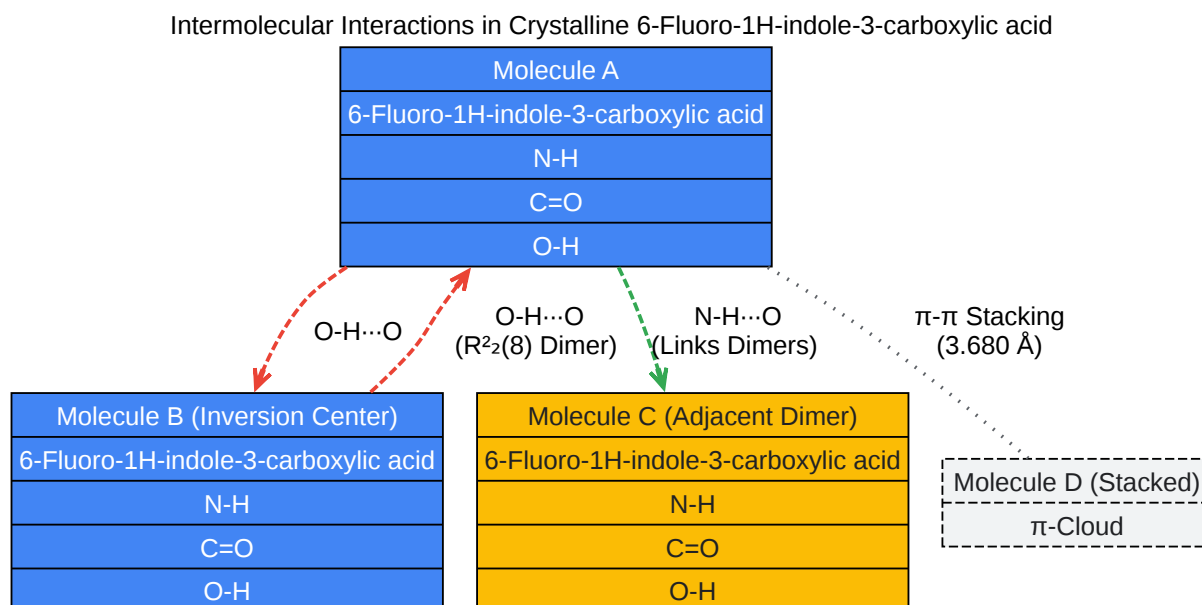 Intermolecular Interactions in Crystalline 6-Fluoro-1H-indole-3-carboxylic acid
Molecule A
6-Fluoro-1H-indole-3-carboxylic acid
N-H
C=O
O-H
O-H···O
O-H···O
(R²₂(8) Dimer)
N-H···O
(Links Dimers)
π-π Stacking
(3.680 Å)
Molecule B (Inversion Center)
6-Fluoro-1H-indole-3-carboxylic acid
N-H
C=O
O-H
Molecule C (Adjacent Dimer)
6-Fluoro-1H-indole-3-carboxylic acid
N-H
C=O
O-H
Molecule D (Stacked)
π-Cloud